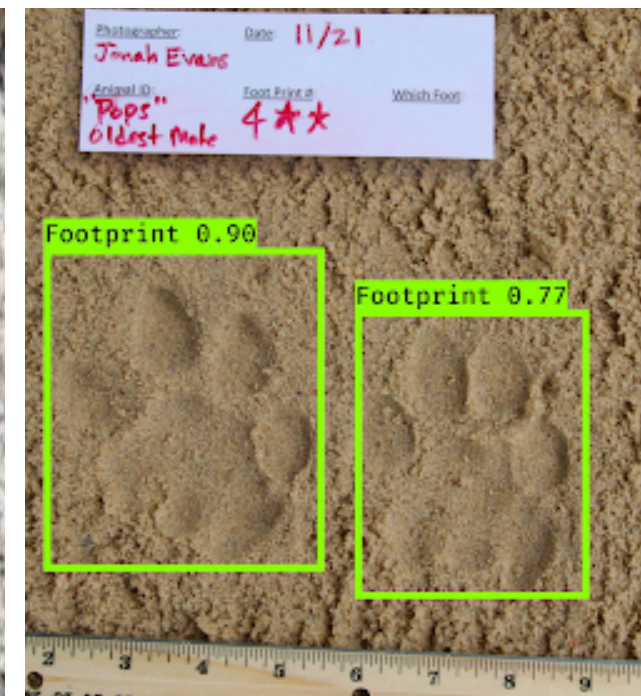 Photographer:
Date: 11/21
Jonah Evans
Animal ID:
Foot Print #:
Which Foot:
"Pops"
4 **
Oldest Male
Footprint 0.90
Footprint 0.77
2 3 4 5 6 7 8 9